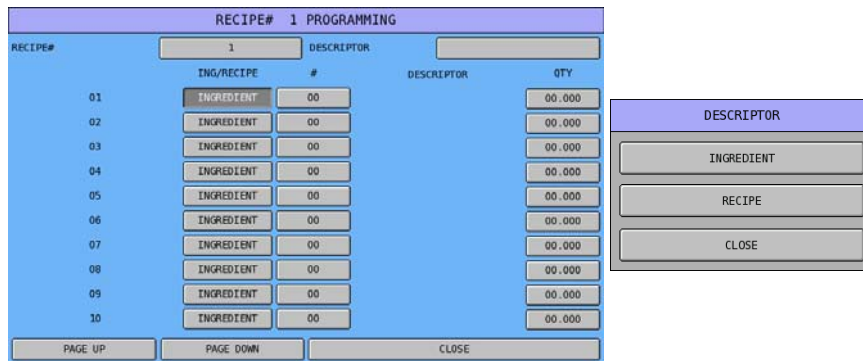 RECIPE# 1 PROGRAMMING
RECIPE# 1 DESCRIPTOR
ING/RECIPE # DESCRIPTOR QTY
01 INGREDIENT 00 00.000
02 INGREDIENT 00 00.000
03 INGREDIENT 00 00.000
04 INGREDIENT 00 00.000
05 INGREDIENT 00 00.000
06 INGREDIENT 00 00.000
07 INGREDIENT 00 00.000
08 INGREDIENT 00 00.000
09 INGREDIENT 00 00.000
10 INGREDIENT 00 00.000
PAGE UP PAGE DOWN CLOSE
DESCRIPTOR
INGREDIENT
RECIPE
CLOSE